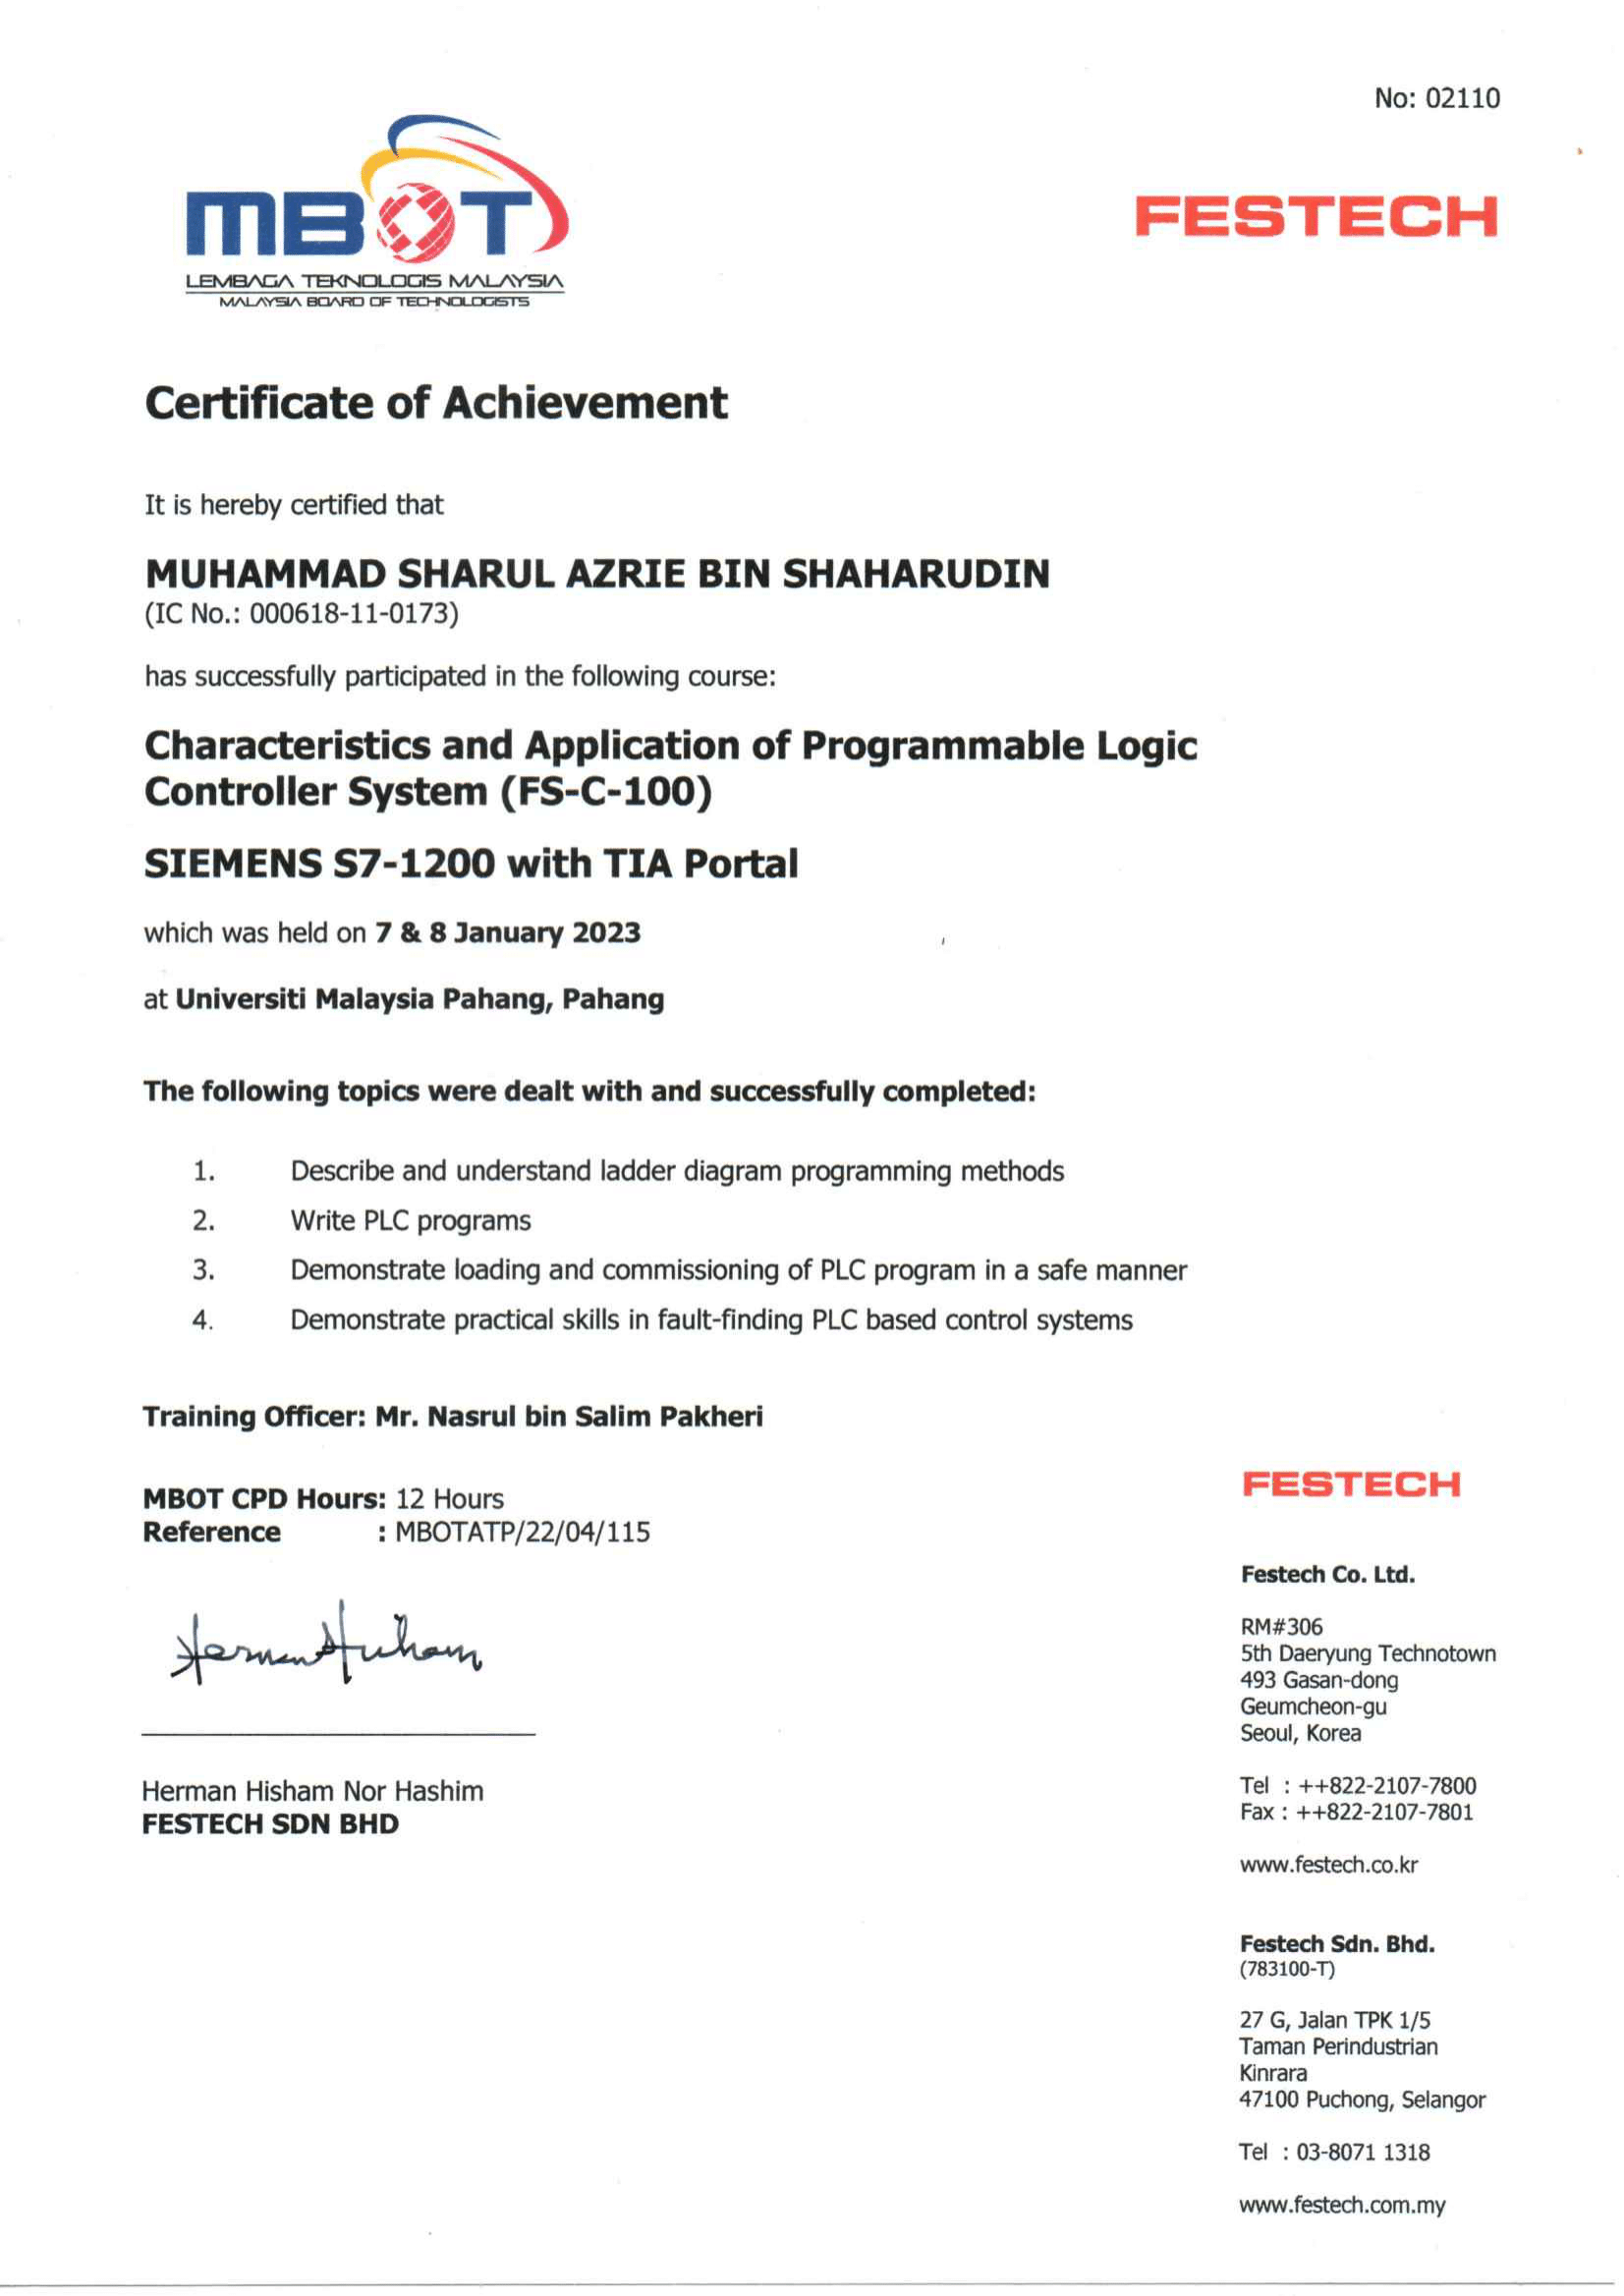 No: 02110
MBOT
LEMBAGA TEKNOLOGIS MALAYSIA
MALAYSIA BOARD OF TECHNOLOGISTS
FESTECH
Certificate of Achievement
It is hereby certified that
MUHAMMAD SHARUL AZRIE BIN SHAHARUDIN
(IC No.: 000618-11-0173)
has successfully participated in the following course:
Characteristics and Application of Programmable Logic
Controller System (FS-C-100)
SIEMENS S7-1200 with TIA Portal
which was held on 7 & 8 January 2023
at Universiti Malaysia Pahang, Pahang
The following topics were dealt with and successfully completed:
1. Describe and understand ladder diagram programming methods
2. Write PLC programs
3. Demonstrate loading and commissioning of PLC program in a safe manner
4. Demonstrate practical skills in fault-finding PLC based control systems
Training Officer: Mr. Nasrul bin Salim Pakheri
MBOT CPD Hours: 12 Hours
Reference : MBOTATP/22/04/115
Herman Hisham Nor Hashim
FESTECH SDN BHD
FESTECH
Festech Co. Ltd.
RM#306
5th Daeryung Technotown
493 Gasan-dong
Geumcheon-gu
Seoul, Korea
Tel : ++822-2107-7800
Fax : ++822-2107-7801
www.festech.co.kr
Festech Sdn. Bhd.
(783100-T)
27 G, Jalan TPK 1/5
Taman Perindustrian
Kinrara
47100 Puchong, Selangor
Tel : 03-8071 1318
www.festech.com.my